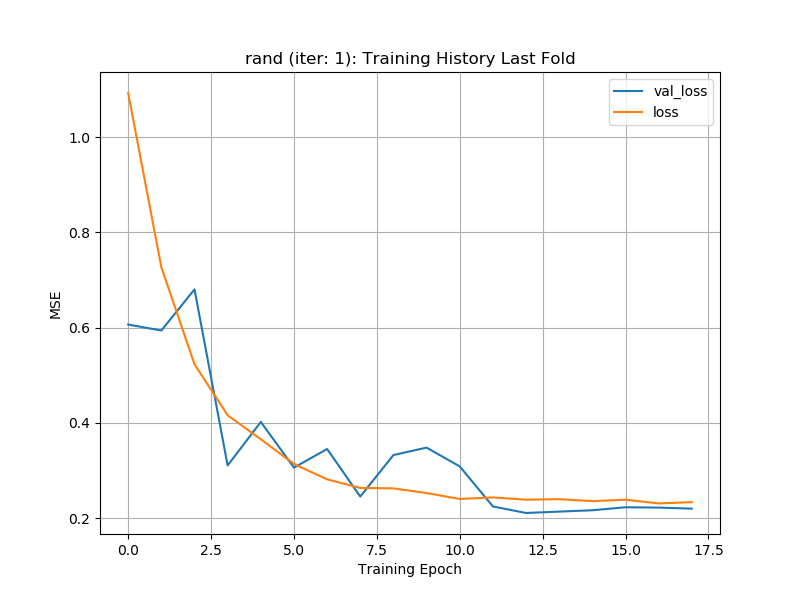 rand (iter: 1): Training History Last Fold
val_loss
loss
MSE
1.0
0.8
0.6
0.4
0.2
0.0 2.5 5.0 7.5 10.0 12.5 15.0 17.5
Training Epoch